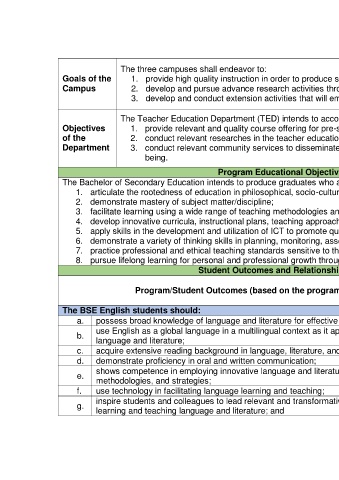 Goals of the
Campus
The three campuses shall endeavor to:
1. provide high quality instruction in order to produce s
2. develop and pursue advance research activities thr
3. develop and conduct extension activities that will em
Objectives
of the
Department
The Teacher Education Department (TED) intends to acco
1. provide relevant and quality course offering for pre-s
2. conduct relevant researches in the teacher educatio
3. conduct relevant community services to disseminate
being.
Program Educational Objectiv
The Bachelor of Secondary Education intends to produce graduates who a
1. articulate the rootedness of education in philosophical, socio-cultur
2. demonstrate mastery of subject matter/discipline;
3. facilitate learning using a wide range of teaching methodologies an
4. develop innovative curricula, instructional plans, teaching approach
5. apply skills in the development and utilization of ICT to promote qu
6. demonstrate a variety of thinking skills in planning, monitoring, ass
7. practice professional and ethical teaching standards sensitive to th
8. pursue lifelong learning for personal and professional growth throu
Student Outcomes and Relationshi
Program/Student Outcomes (based on the program
The BSE English students should:
a. possess broad knowledge of language and literature for effective
b. use English as a global language in a multilingual context as it ap
language and literature;
c. acquire extensive reading background in language, literature, and
d. demonstrate proficiency in oral and written communication;
e. shows competence in employing innovative language and literatu
methodologies, and strategies;
f. use technology in facilitating language learning and teaching;
g. inspire students and colleagues to lead relevant and transformativ
learning and teaching language and literature; and